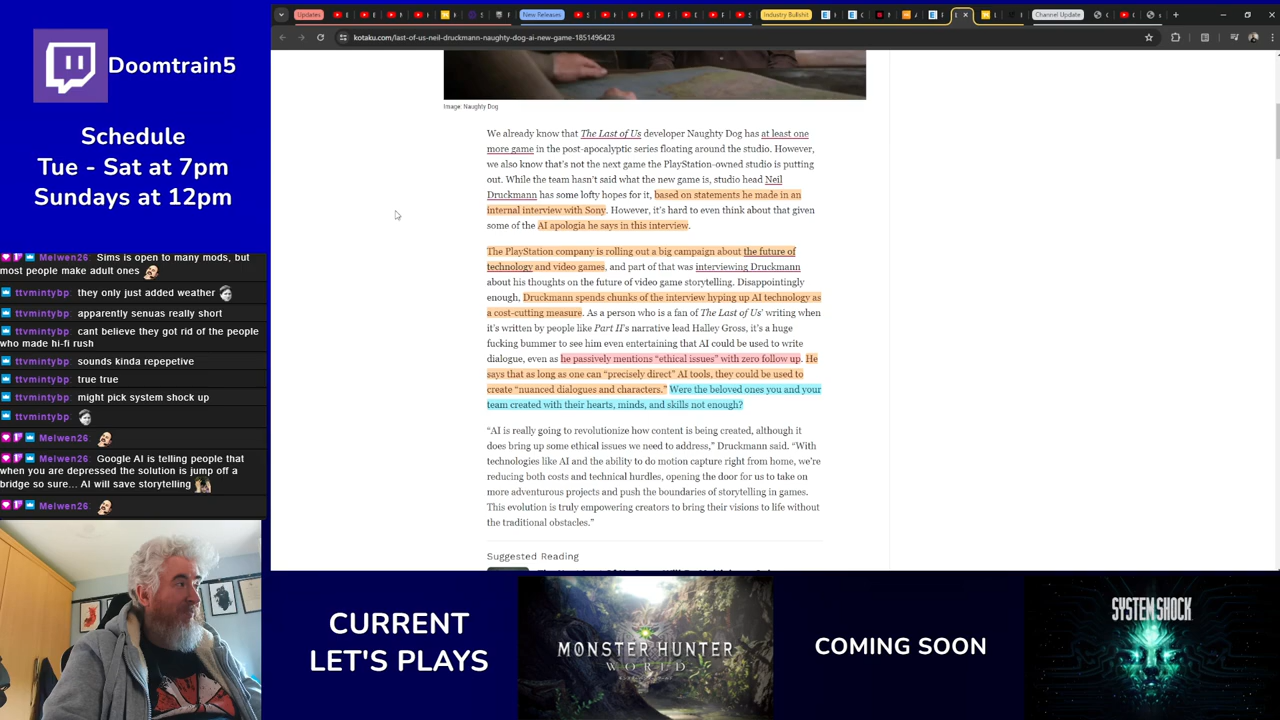 Doomtrain5
Schedule
Tue - Sat at 7pm
Sundays at 12pm
Melwen26: Sims is open to many mods, but
most people make adult ones
ttvmintybp: they only just added weather
ttvmintybp: apparently senuas really short
ttvmintybp: cant believe they got rid of the people
who made hi-fi rush
ttvmintybp: sounds kinda repepetive
ttvmintybp: true true
ttvmintybp: might pick system shock up
ttvmintybp:
Melwen26:
Melwen26: Google AI is telling people that
when you are depressed the solution is jump off a
bridge so sure... AI will save storytelling
Melwen26:
Updates
New Releases
Industry Bullshit
Channel Update
kotaku.com/last-of-us-neil-druckmann-naughty-dog-ai-new-game-1851496423
Image: Naughty Dog
We already know that The Last of Us developer Naughty Dog has at least one
more game in the post-apocalyptic series floating around the studio. However,
we also know that's not the next game the PlayStation-owned studio is putting
out. While the team hasn't said what the new game is, studio head Neil
Druckmann has some lofty hopes for it, based on statements he made in an
internal interview with Sony. However, it's hard to even think about that given
some of the AI apologia he says in this interview.
The PlayStation company is rolling out a big campaign about the future of
technology and video games, and part of that was interviewing Druckmann
about his thoughts on the future of video game storytelling. Disappointingly
enough, Druckmann spends chunks of the interview hyping up AI technology as
a cost-cutting measure. As a person who is a fan of The Last of Us' writing when
it's written by people like Part II's narrative lead Halley Gross, it's a huge
fucking bummer to see him even entertaining that AI could be used to write
dialogue, even as he passively mentions "ethical issues" with zero follow up. He
says that as long as one can "precisely direct" AI tools, they could be used to
create "nuanced dialogues and characters." Were the beloved ones you and your
team created with their hearts, minds, and skills not enough?
"AI is really going to revolutionize how content is being created, although it
does bring up some ethical issues we need to address," Druckmann said. "With
technologies like AI and the ability to do motion capture right from home, we're
reducing both costs and technical hurdles, opening the door for us to take on
more adventurous projects and push the boundaries of storytelling in games.
This evolution is truly empowering creators to bring their visions to life without
the traditional obstacles."
Suggested Reading
CURRENT
LET'S PLAYS
MONSTER HUNTER
WORLD
COMING SOON
SYSTEM SHOCK